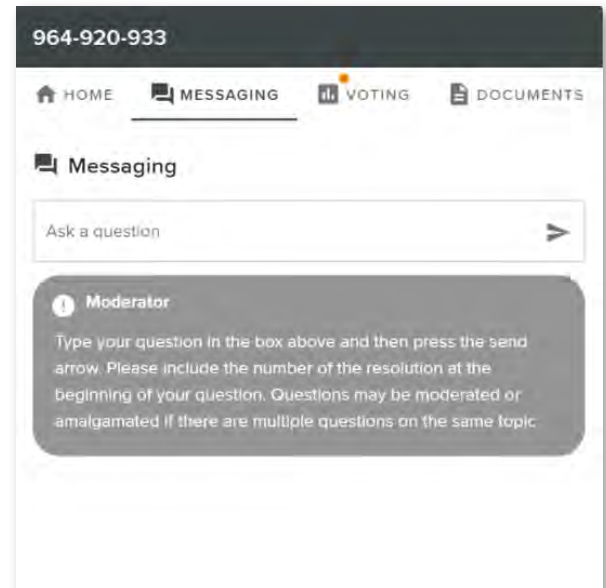 964-920-933
HOME MESSAGING VOTING DOCUMENTS
Messaging
Ask a question
Moderator
Type your question in the box above and then press the send
arrow. Please include the number of the resolution at the
beginning of your question. Questions may be moderated or
amalgamated if there are multiple questions on the same topic